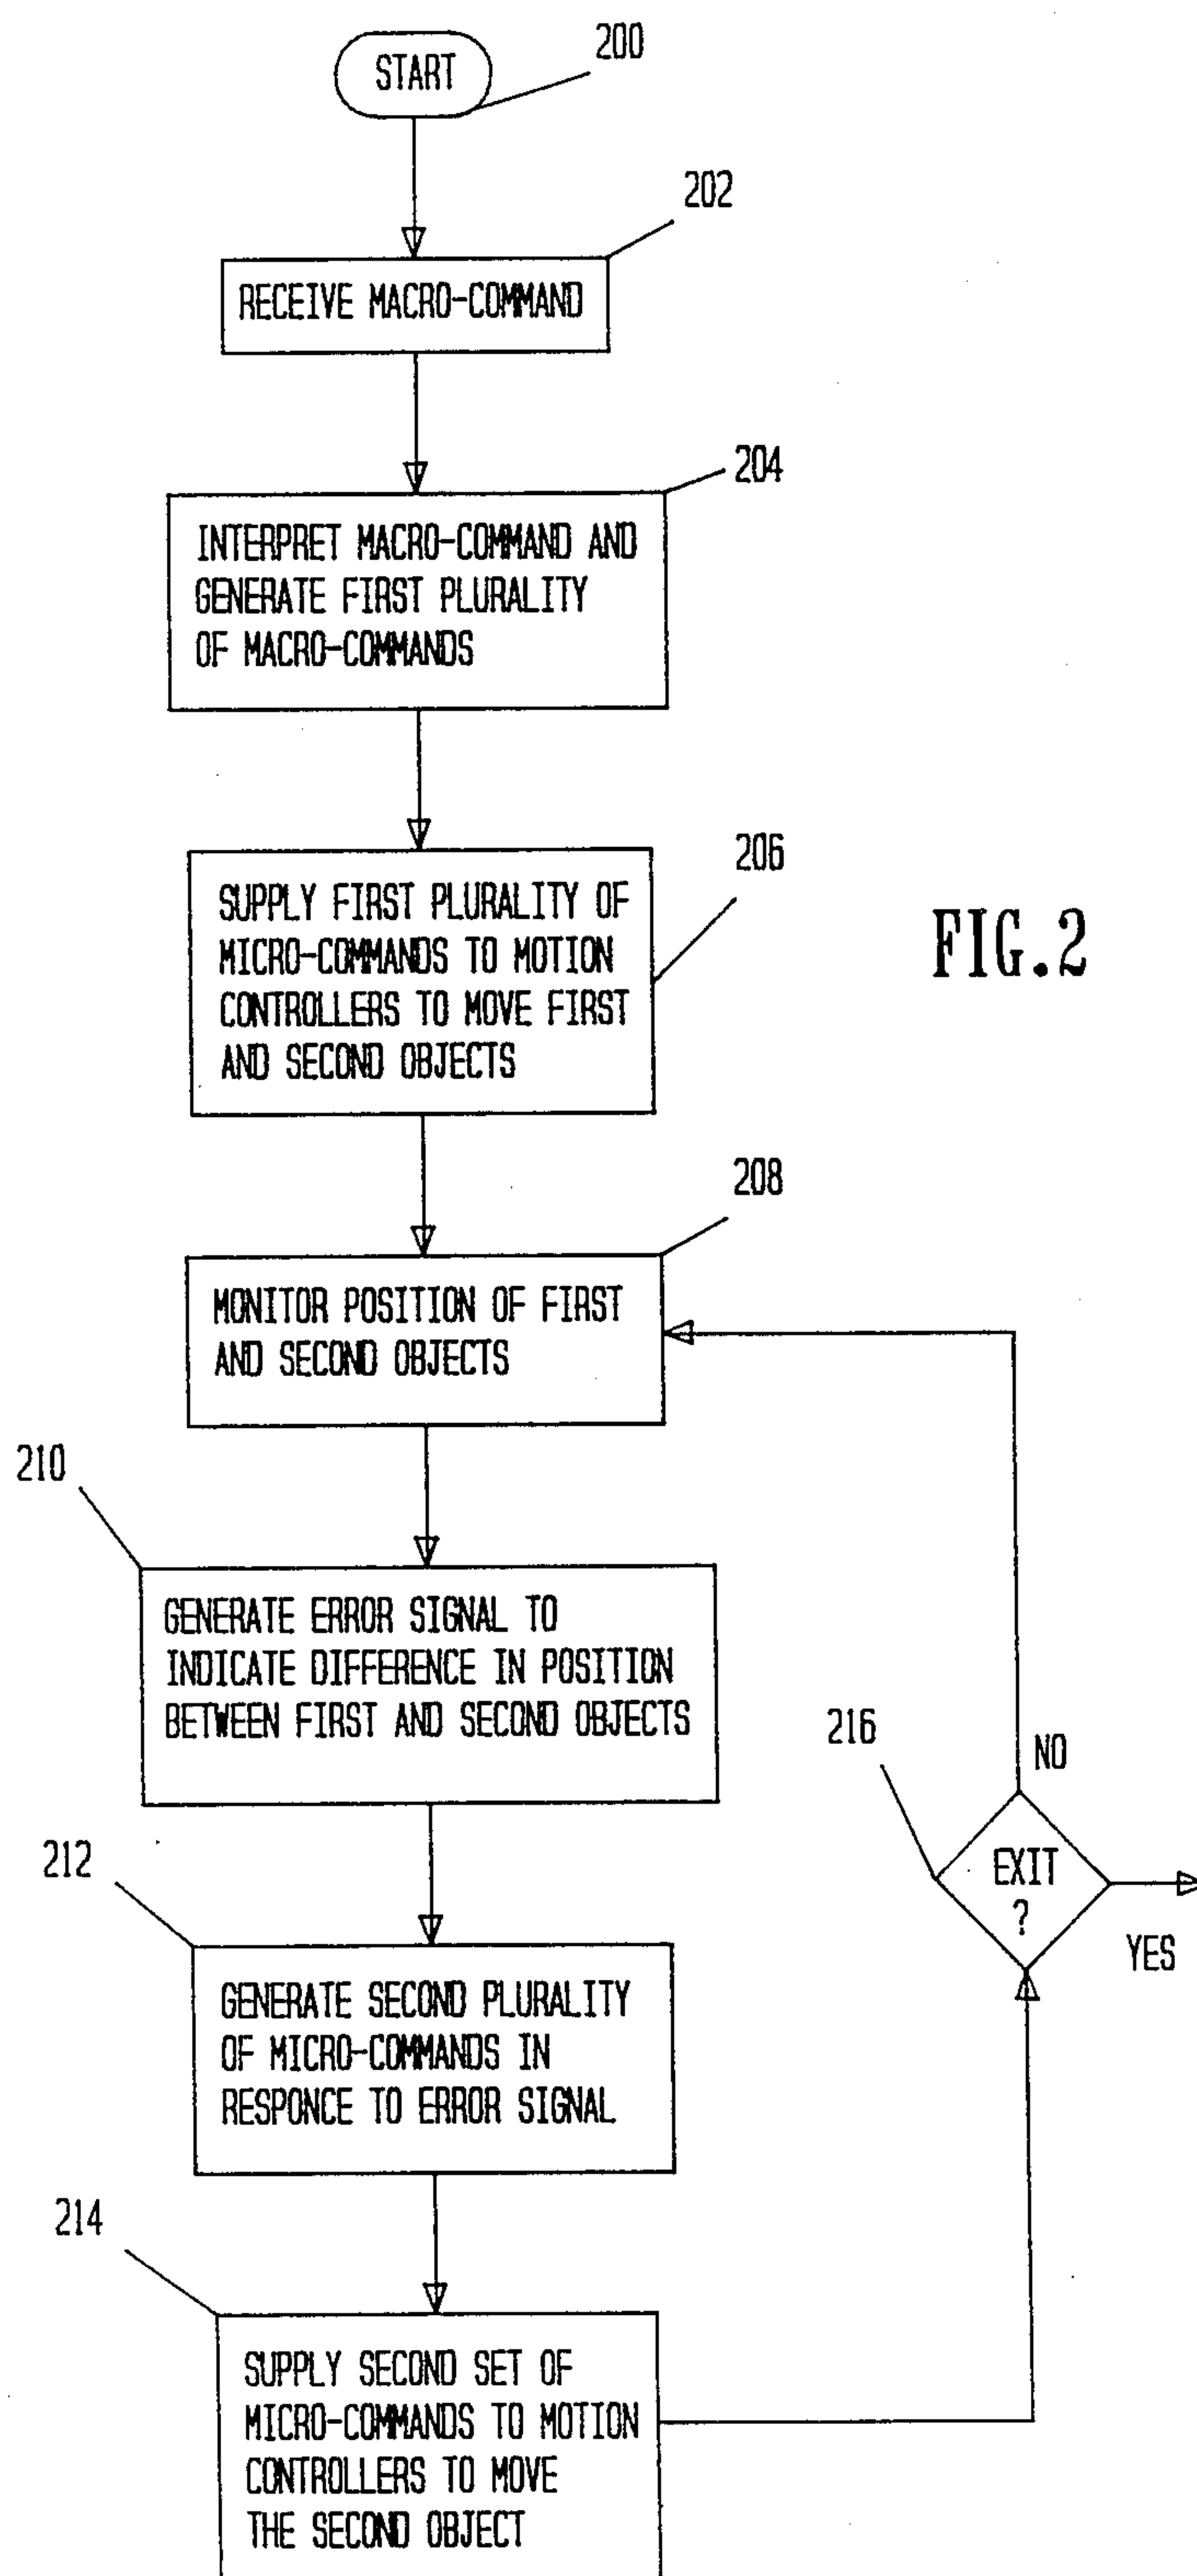 START
200
202
RECEIVE MACRO-COMMAND
204
INTERPRET MACRO-COMMAND AND
GENERATE FIRST PLURALITY
OF MACRO-COMMANDS
206
SUPPLY FIRST PLURALITY OF
MICRO-COMMANDS TO MOTION
CONTROLLERS TO MOVE FIRST
AND SECOND OBJECTS
FIG.2
208
MONITOR POSITION OF FIRST
AND SECOND OBJECTS
210
GENERATE ERROR SIGNAL TO
INDICATE DIFFERENCE IN POSITION
BETWEEN FIRST AND SECOND OBJECTS
212
GENERATE SECOND PLURALITY
OF MICRO-COMMANDS IN
RESPONCE TO ERROR SIGNAL
214
SUPPLY SECOND SET OF
MICRO-COMMANDS TO MOTION
CONTROLLERS TO MOVE
THE SECOND OBJECT
216
NO
EXIT
?
YES